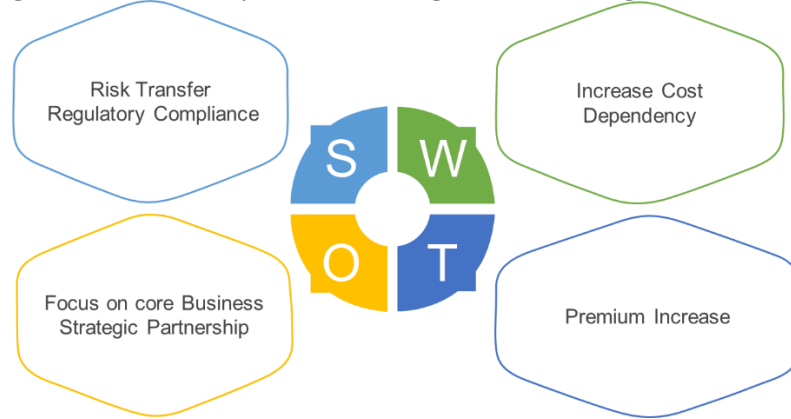 Risk Transfer
Regulatory Compliance
Increase Cost
Dependency
S
W
O
T
Focus on core Business
Strategic Partnership
Premium Increase